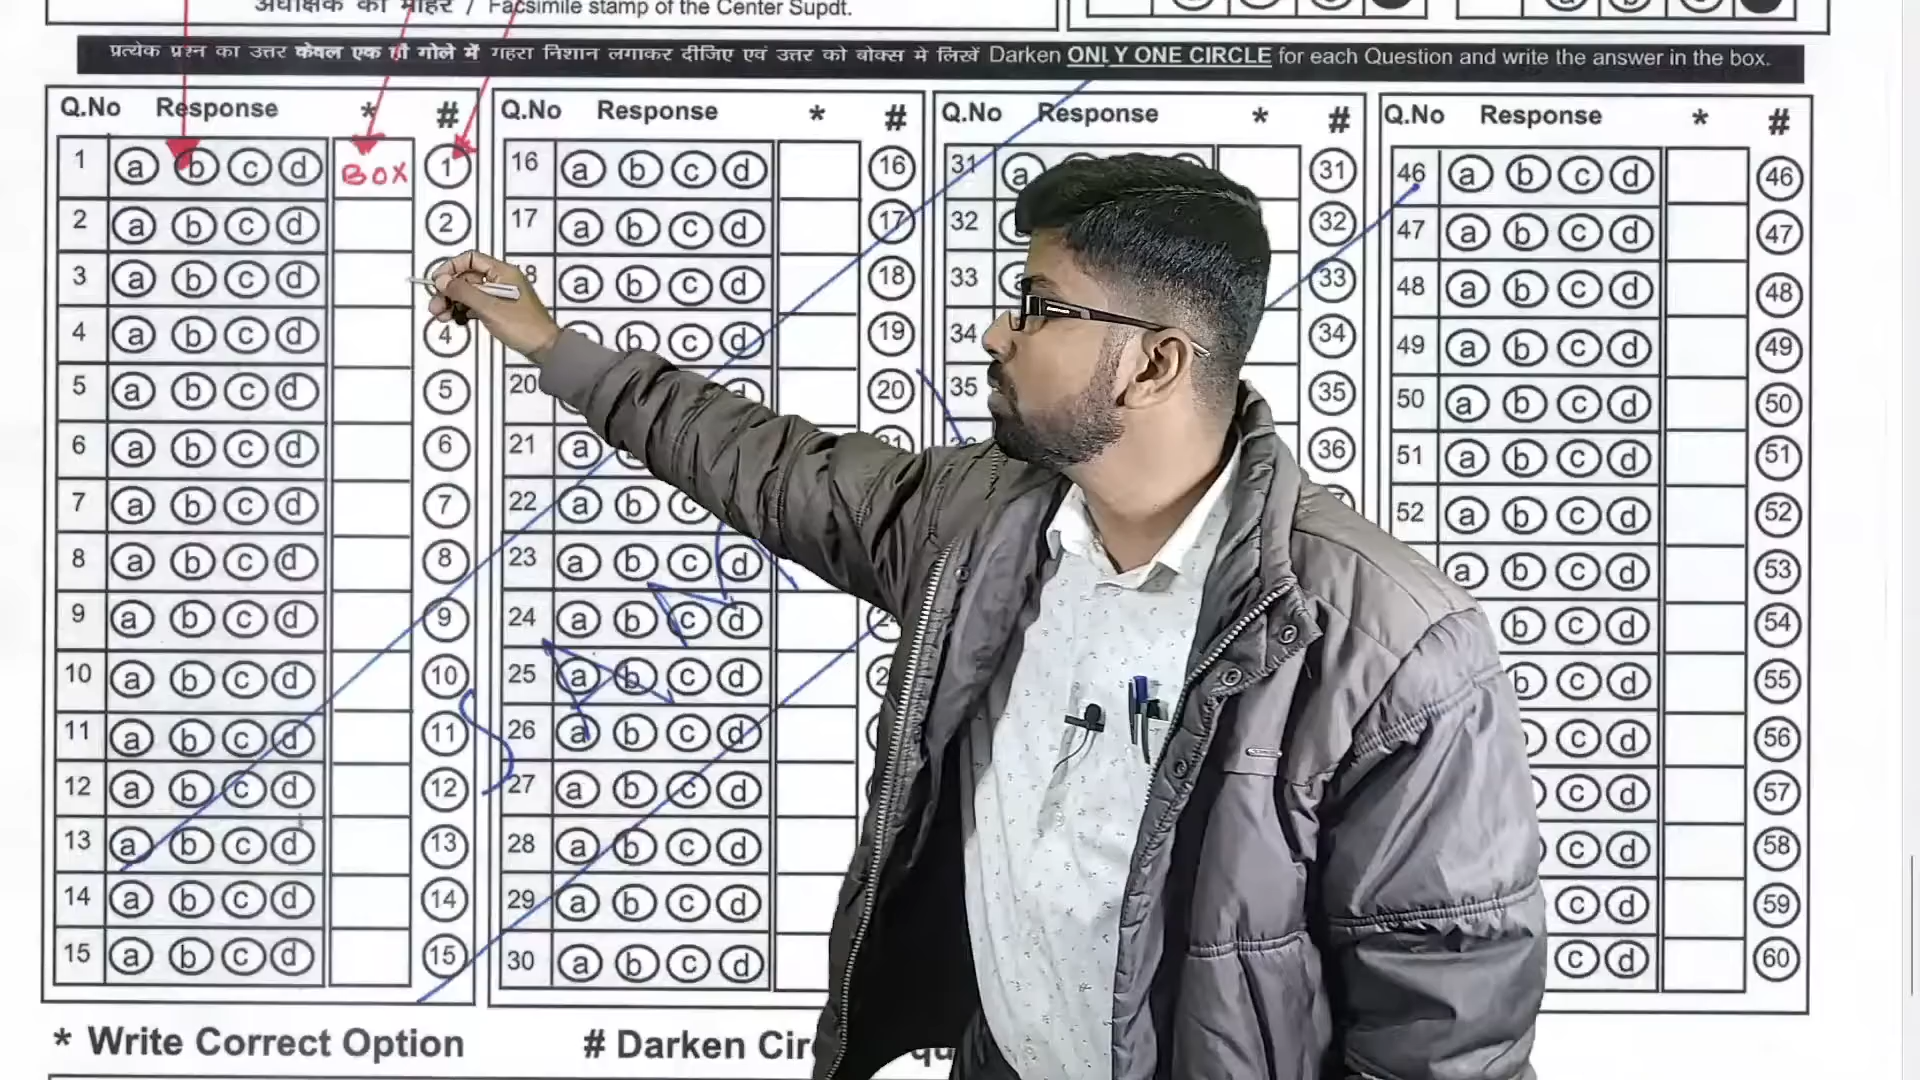 अधीक्षक की मोहर / Facsimile stamp of the Center Supdt.
प्रत्येक प्रश्न का उत्तर केवल एक ही गोले में गहरा निशान लगाकर दीजिए एवं उत्तर को बोक्स मे लिखें Darken ONLY ONE CIRCLE for each Question and write the answer in the box.
Q.No Response * #
1 a b c d BOX 1
2 a b c d 2
3 a b c d
4 a b c d 4
5 a b c d 5
6 a b c d 6
7 a b c d 7
8 a b c d 8
9 a b c d 9
10 a b c d 10
11 a b c d 11
12 a b c d 12
13 a b c d 13
14 a b c d 14
15 a b c d 15
Q.No Response * #
16 a b c d 16
17 a b c d 17
18 a b c d 18
b c d 19
20 d 20
21 a
22 a b c
23 a b c d
24 a b c d
25 a b c d
26 a b c d
27 a b c d
28 a b c d
29 a b c d
30 a b c d
Q.No Response * #
31 a 31
32 32
33 a 33
34 34
35 35
36
Q.No Response * #
46 a b c d 46
47 a b c d 47
48 a b c d 48
49 a b c d 49
50 a b c d 50
51 a b c d 51
52 a b c d 52
a b c d 53
b c d 54
b c d 55
c d 56
c d 57
c d 58
c d 59
c d 60
* Write Correct Option # Darken Cir